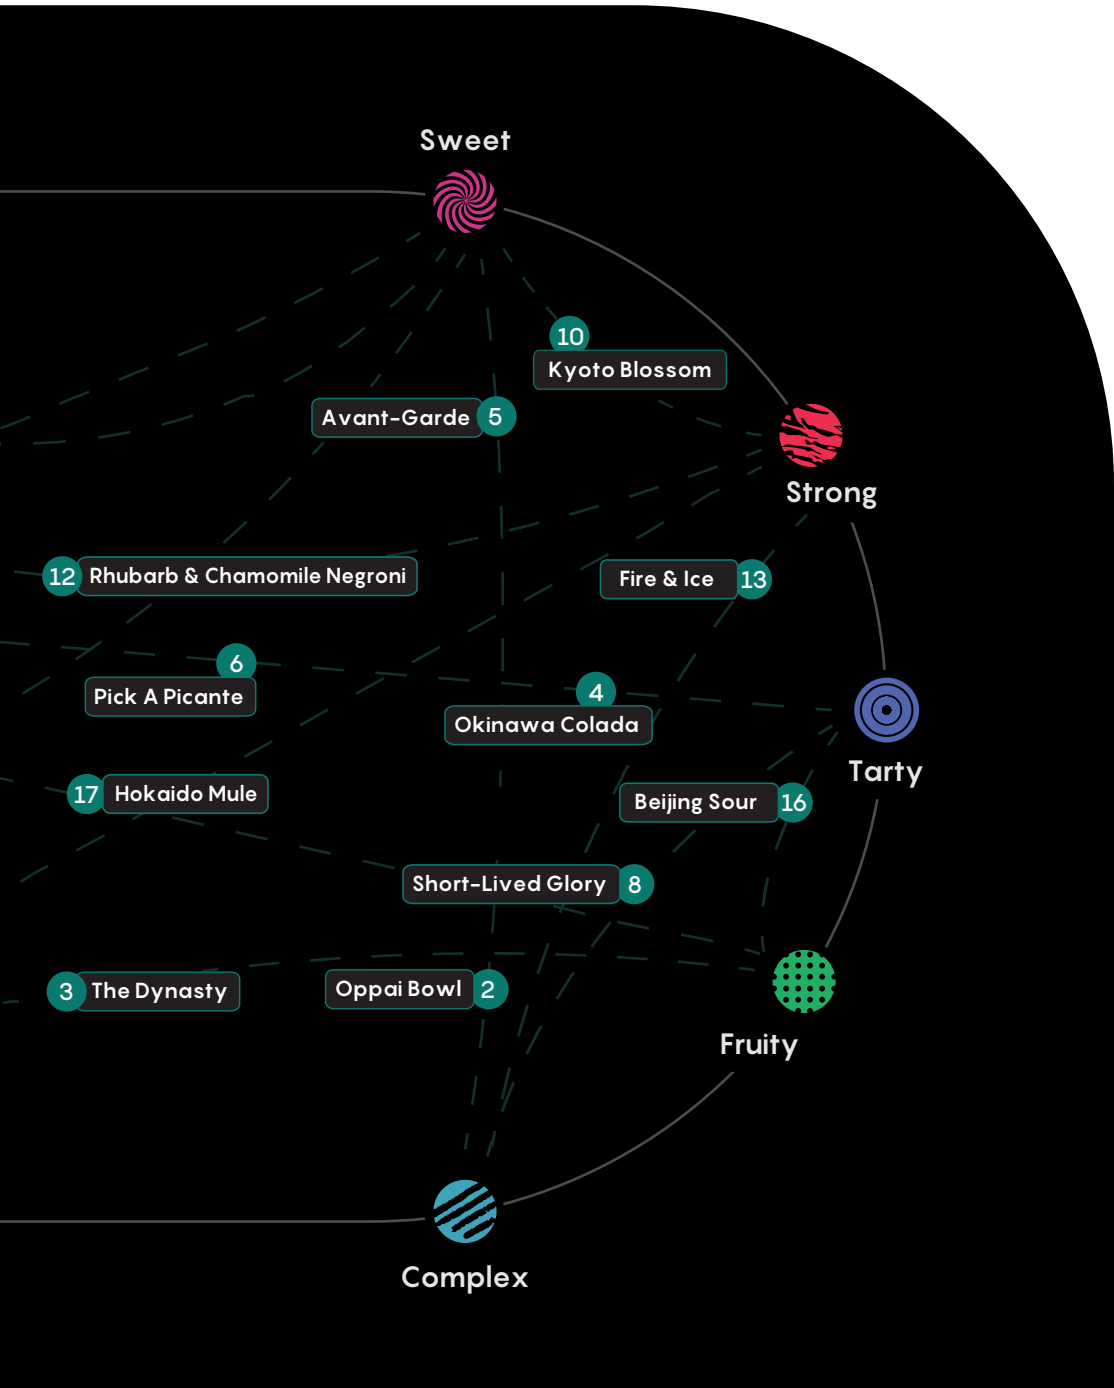 Sweet
10
Kyoto Blossom
Avant-Garde 5
Strong
12 Rhubarb & Chamomile Negroni
Fire & Ice 13
6
Pick A Picante
4
Okinawa Colada
Tarty
17 Hokaido Mule
Beijing Sour 16
Short-Lived Glory 8
3 The Dynasty
Oppai Bowl 2
Fruity
Complex